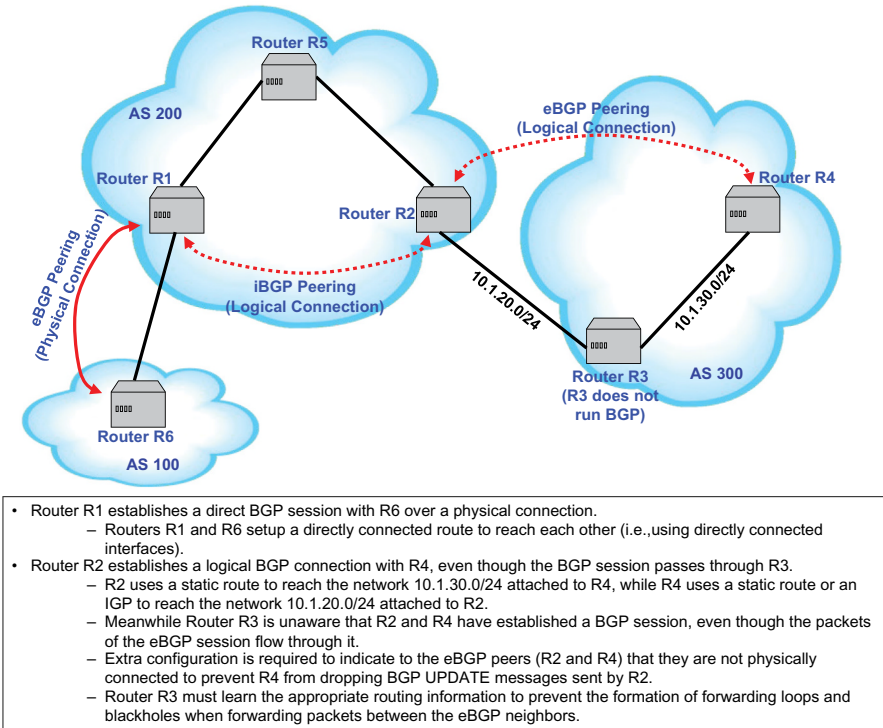 Router R5
AS 200
eBGP Peering
(Logical Connection)
Router R1
Router R4
Router R2
eBGP Peering
(Physical Connection)
iBGP Peering
(Logical Connection)
10.1.20.0/24
10.1.30.0/24
Router R3
(R3 does not
run BGP)
AS 300
Router R6
AS 100
• Router R1 establishes a direct BGP session with R6 over a physical connection.
– Routers R1 and R6 setup a directly connected route to reach each other (i.e.,using directly connected
interfaces).
• Router R2 establishes a logical BGP connection with R4, even though the BGP session passes through R3.
– R2 uses a static route to reach the network 10.1.30.0/24 attached to R4, while R4 uses a static route or an
IGP to reach the network 10.1.20.0/24 attached to R2.
– Meanwhile Router R3 is unaware that R2 and R4 have established a BGP session, even though the packets
of the eBGP session flow through it.
– Extra configuration is required to indicate to the eBGP peers (R2 and R4) that they are not physically
connected to prevent R4 from dropping BGP UPDATE messages sent by R2.
– Router R3 must learn the appropriate routing information to prevent the formation of forwarding loops and
blackholes when forwarding packets between the eBGP neighbors.